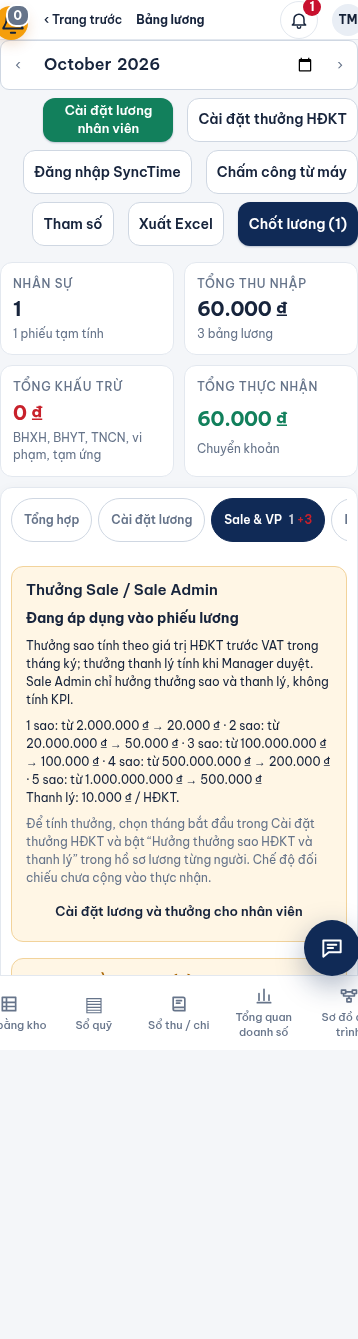 0
‹ Trang trước Bảng lương
1
TM
‹ October 2026 ›
Cài đặt lương
nhân viên
Cài đặt thưởng HĐKT
Đăng nhập SyncTime
Chấm công từ máy
Tham số
Xuất Excel
Chốt lương (1)
NHÂN SỰ
1
1 phiếu tạm tính
TỔNG THU NHẬP
60.000 ₫
3 bảng lương
TỔNG KHẤU TRỪ
0 ₫
BHXH, BHYT, TNCN, vi
phạm, tạm ứng
TỔNG THỰC NHẬN
60.000 ₫
Chuyển khoản
Tổng hợp
Cài đặt lương
Sale & VP 1 +3
Thưởng Sale / Sale Admin
Đang áp dụng vào phiếu lương
Thưởng sao tính theo giá trị HĐKT trước VAT trong
tháng ký; thưởng thanh lý tính khi Manager duyệt.
Sale Admin chỉ hưởng thưởng sao và thanh lý, không
tính KPI.
1 sao: từ 2.000.000 ₫ → 20.000 ₫ · 2 sao: từ
20.000.000 ₫ → 50.000 ₫ · 3 sao: từ 100.000.000 ₫
→ 100.000 ₫ · 4 sao: từ 500.000.000 ₫ → 200.000 ₫
· 5 sao: từ 1.000.000.000 ₫ → 500.000 ₫
Thanh lý: 10.000 ₫ / HĐKT.
Để tính thưởng, chọn tháng bắt đầu trong Cài đặt
thưởng HĐKT và bật “Hưởng thưởng sao HĐKT và
thanh lý” trong hồ sơ lương từng người. Chế độ đối
chiếu chưa cộng vào thực nhận.
Cài đặt lương và thưởng cho nhân viên
bằng kho
Sổ quỹ
Sổ thu / chi
Tổng quan
doanh số
Sơ đồ
trình